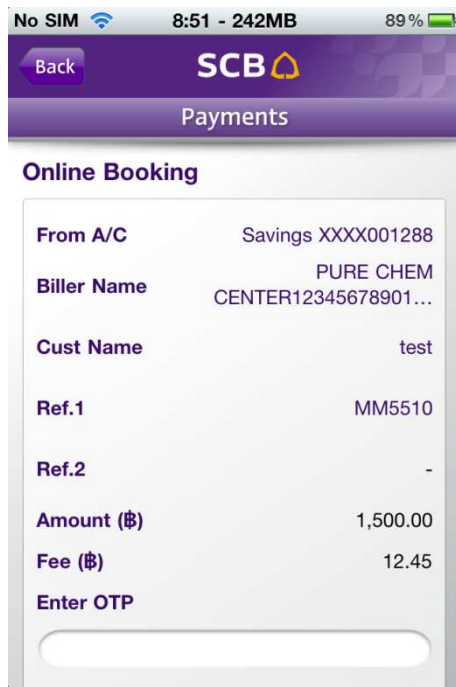 No SIM 8:51 - 242MB 89%
Back SCB
Payments
Online Booking
From A/C Savings XXXX001288
Biller Name PURE CHEM
CENTER12345678901...
Cust Name test
Ref.1 MM5510
Ref.2 -
Amount (฿) 1,500.00
Fee (฿) 12.45
Enter OTP